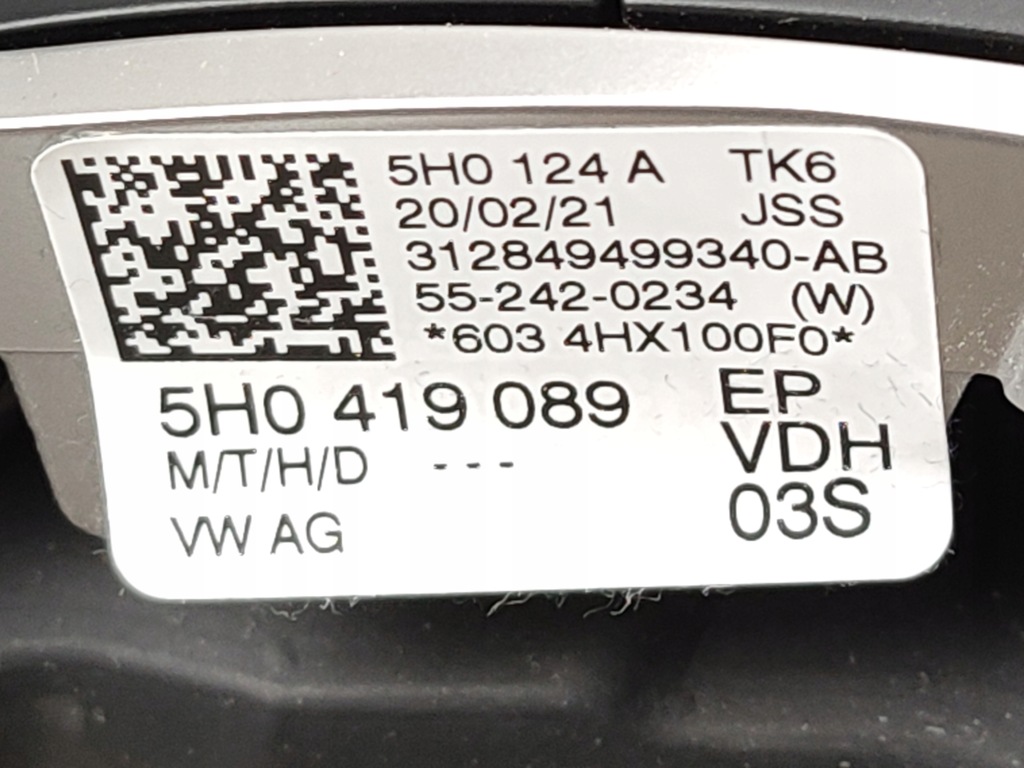 5H0 124 A TK6
20/02/21 JSS
312849499340-AB
55-242-0234 (W)
*603 4HX100F0*
5H0 419 089 EP
M/T/H/D --- VDH
VW AG 03S